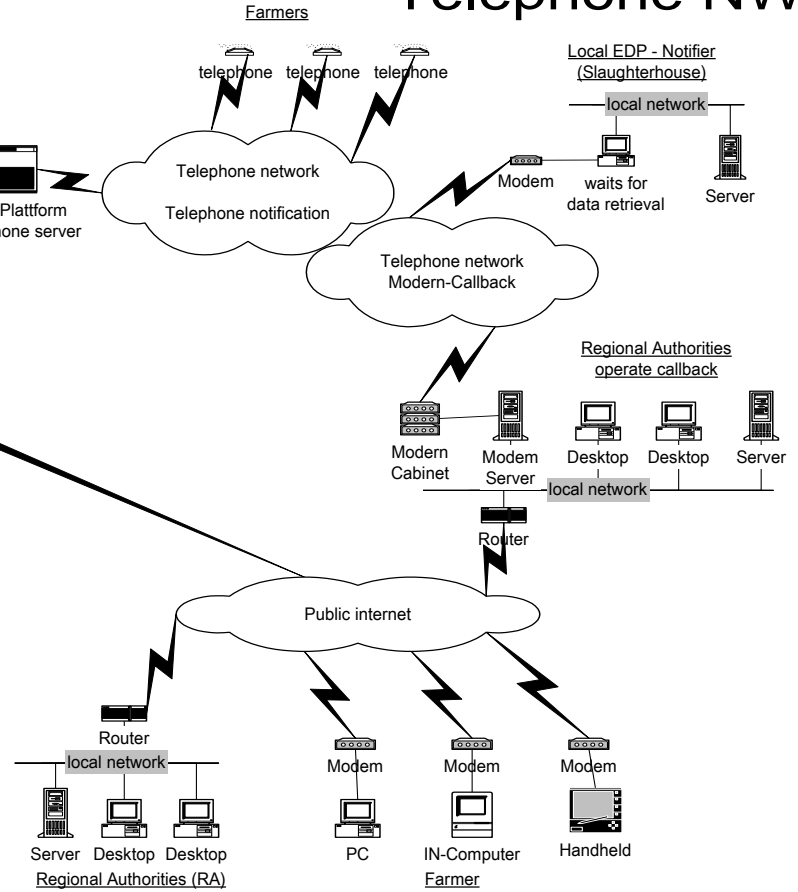 Telephone NW
Farmers
telephone telephone telephone
Local EDP - Notifier
(Slaughterhouse)
local network
Telephone network
Telephone notification
Plattform
one server
Modem
waits for
data retrieval
Server
Telephone network
Modern-Callback
Regional Authorities
operate callback
Modern
Cabinet
Modem
Server
Desktop
Desktop
Server
local network
Router
Public internet
Router
local network
Modem
Modem
Modem
Server Desktop Desktop
PC
IN-Computer
Handheld
Regional Authorities (RA)
Farmer